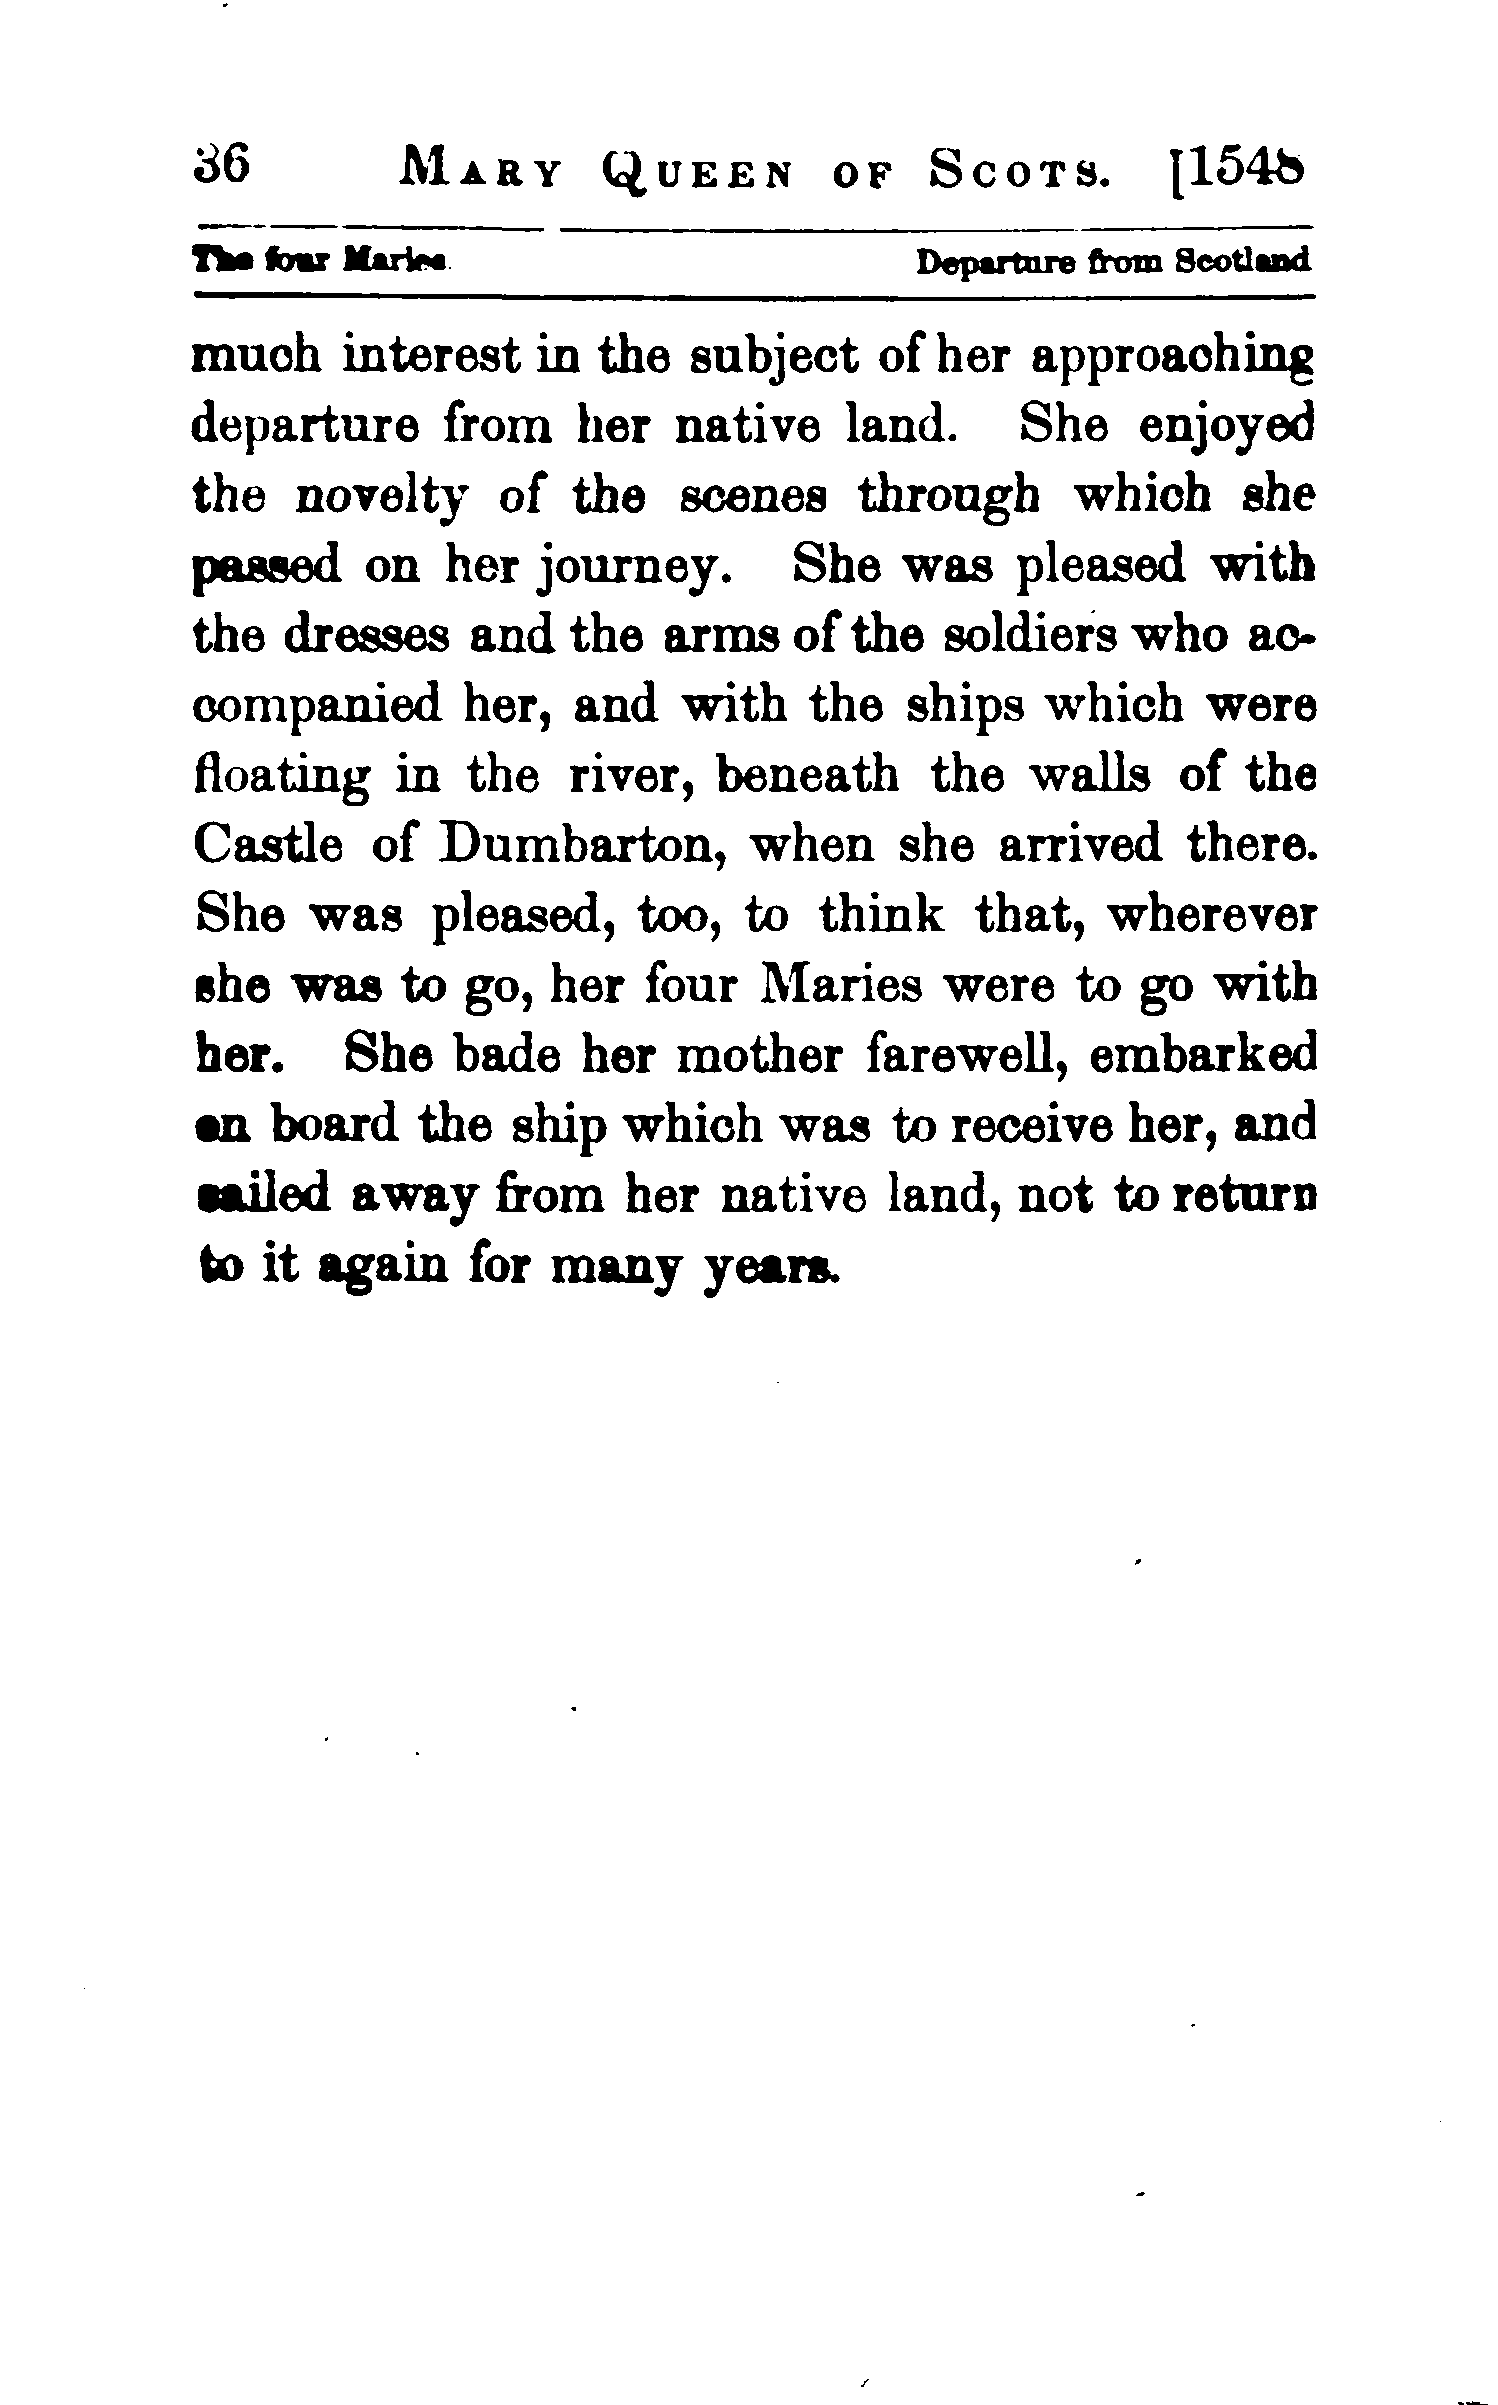 36 MARY QUEEN OF SCOTS. [1548
The four Maries. Departure from Scotland
much interest in the subject of her approaching
departure from her native land. She enjoyed
the novelty of the scenes through which she
passed on her journey. She was pleased with
the dresses and the arms of the soldiers who ac-
companied her, and with the ships which were
floating in the river, beneath the walls of the
Castle of Dumbarton, when she arrived there.
She was pleased, too, to think that, wherever
she was to go, her four Maries were to go with
her. She bade her mother farewell, embarked
on board the ship which was to receive her, and
sailed away from her native land, not to return
to it again for many years.